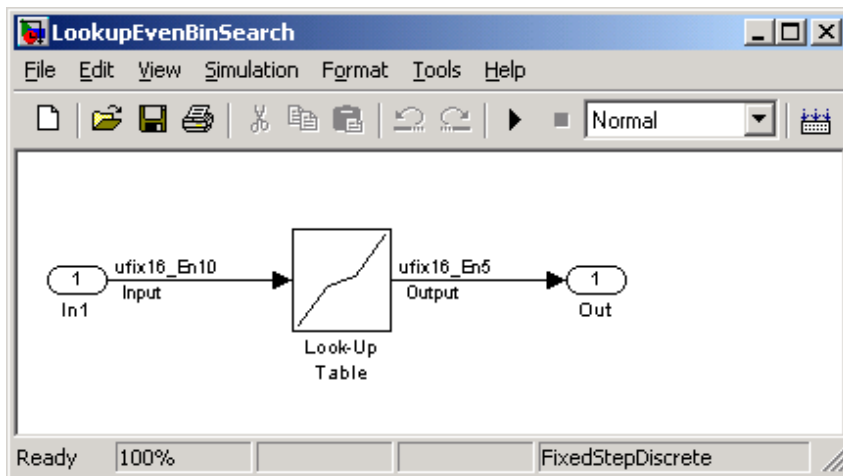 LookupEvenBinSearch
File Edit View Simulation Format Tools Help
Normal
ufix16_En10
ufix16_En5
1
1
Input
Output
In1
Out
Look-Up
Table
Ready 100% FixedStepDiscrete